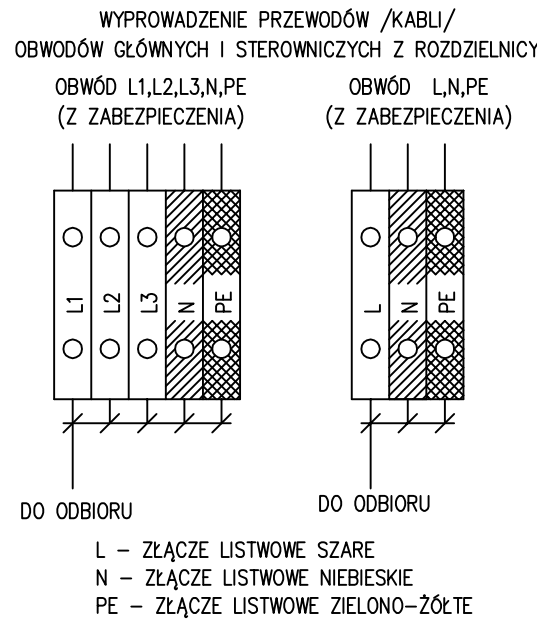 WYPROWADZENIE PRZEWODÓW /KABLI/
OBWODÓW GŁÓWNYCH I STEROWNICZYCH Z ROZDZIELNICY
OBWÓD L1,L2,L3,N,PE
(Z ZABEZPIECZENIA)
OBWÓD L,N,PE
(Z ZABEZPIECZENIA)
L1
L2
L3
N
PE
L
N
PE
DO ODBIORU
DO ODBIORU
L – ZŁĄCZE LISTWOWE SZARE
N – ZŁĄCZE LISTWOWE NIEBIESKIE
PE – ZŁĄCZE LISTWOWE ZIELONO–ŻÓŁTE